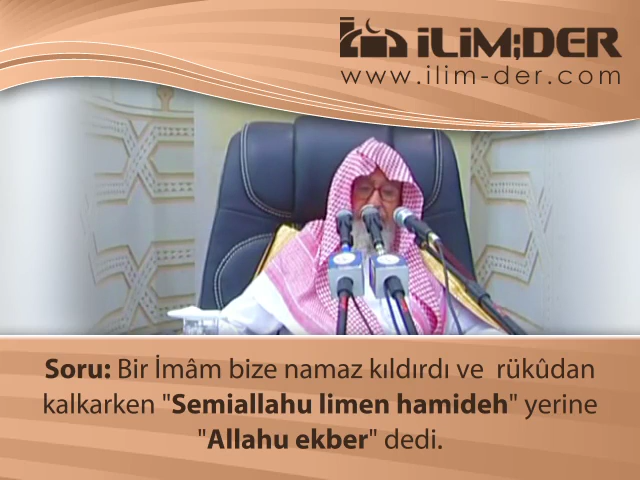 İLİM;DER
www.ilim-der.com
Soru: Bir İmâm bize namaz kıldırdı ve rükûdan
kalkarken "Semiallahu limen hamideh" yerine
"Allahu ekber" dedi.